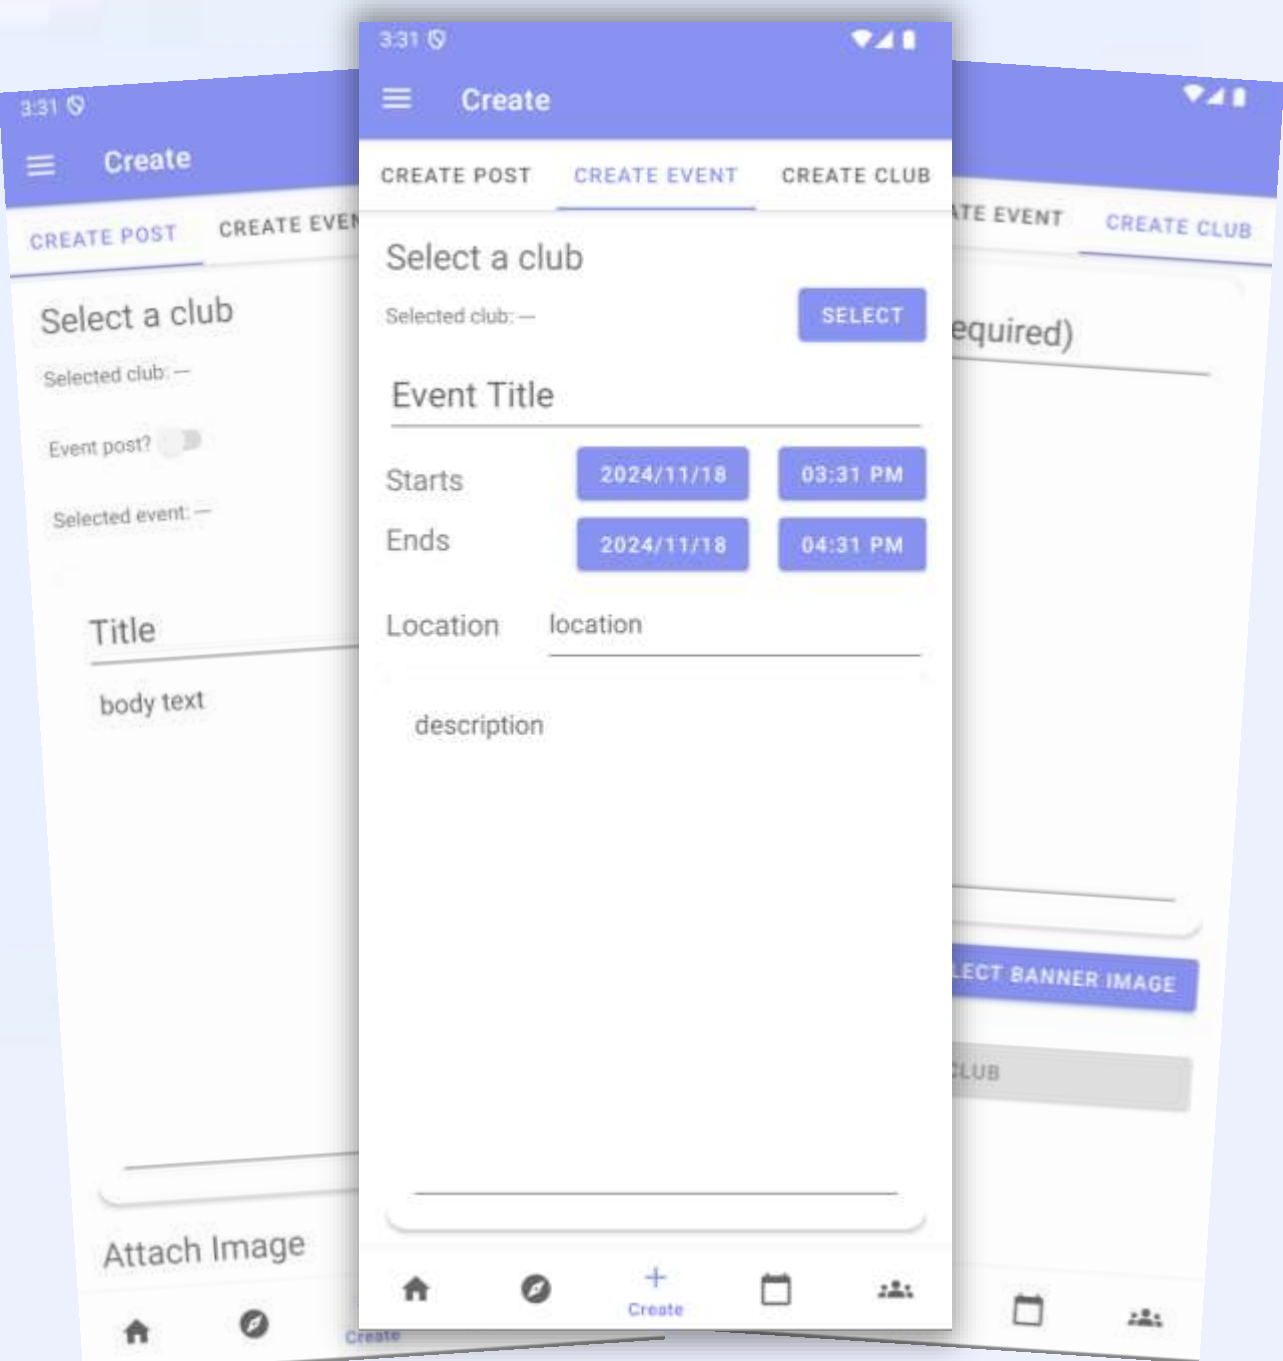 3:31
Create
CREATE POST
CREATE EVEN
Select a club
Selected club: —
Event post?
Selected event: —
Title
body text
Attach Image
Create
3:31
Create
CREATE POST CREATE EVENT CREATE CLUB
Select a club
Selected club: — SELECT
Event Title
Starts 2024/11/18 03:31 PM
Ends 2024/11/18 04:31 PM
Location location
description
Create
ATE EVENT CREATE CLUB
equired)
LECT BANNER IMAGE
CLUB